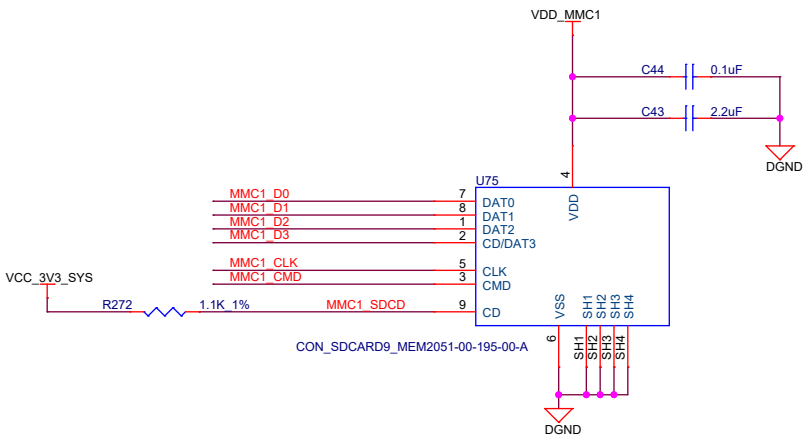 VDD_MMC1
C44 0.1uF
C43 2.2uF
DGND
4
U75
VDD
MMC1_D0 7 DAT0
MMC1_D1 8 DAT1
MMC1_D2 1 DAT2
MMC1_D3 2 CD/DAT3
MMC1_CLK 5 CLK
MMC1_CMD 3 CMD
VCC_3V3_SYS
R272 1.1K_1% MMC1_SDCD 9 CD
VSS SH1 SH2 SH3 SH4
6 SH1 SH2 SH3 SH4
CON_SDCARD9_MEM2051-00-195-00-A
DGND